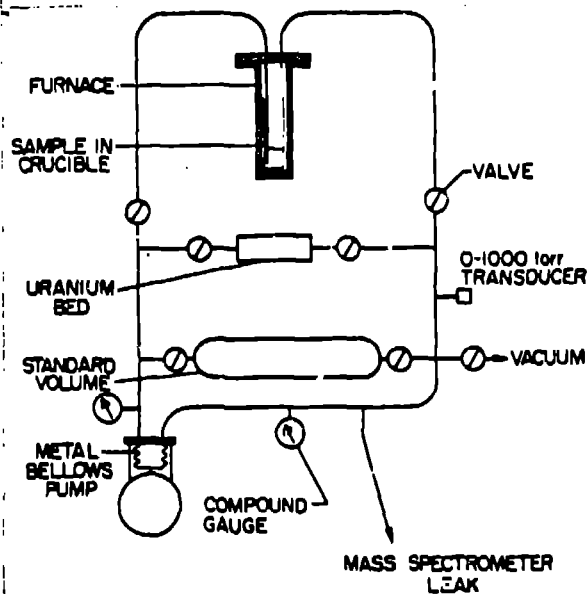 FURNACE
SAMPLE IN
CRUCIBLE
VALVE
0-1000 torr
TRANSDUCER
URANIUM
BED
STANDARD
VOLUME
VACUUM
METAL
BELLOWS
PUMP
COMPOUND
GAUGE
MASS SPECTROMETER
LEAK